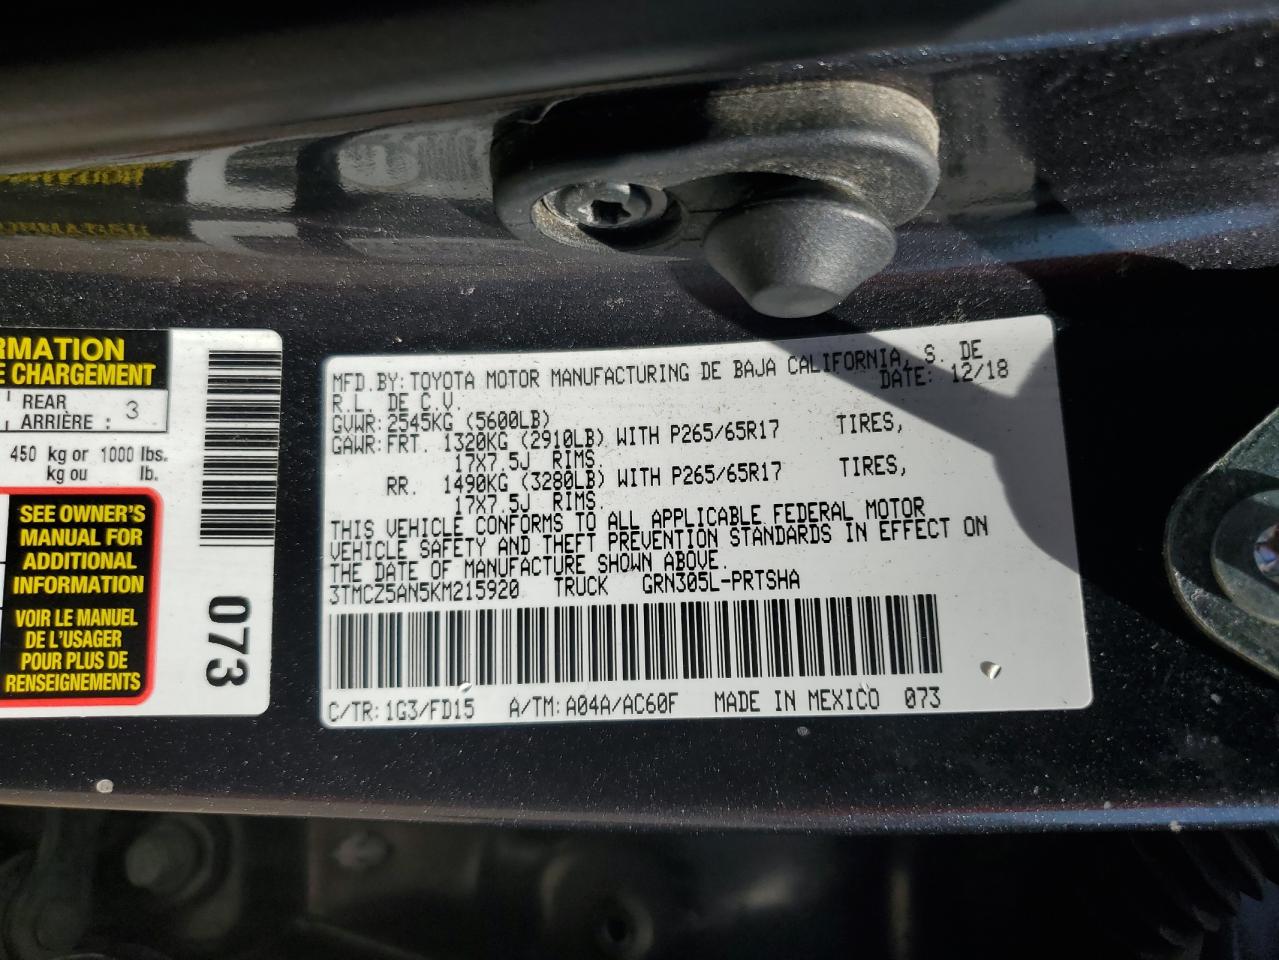 RMATION
E CHARGEMENT
REAR
ARRIÈRE : 3
450 kg or 1000 lbs.
kg ou lb.
SEE OWNER'S
MANUAL FOR
ADDITIONAL
INFORMATION
VOIR LE MANUEL
DE L'USAGER
POUR PLUS DE
RENSEIGNEMENTS
073
MFD.BY: TOYOTA MOTOR MANUFACTURING DE BAJA CALIFORNIA, S. DE
R.L. DE C.V. DATE: 12/18
GVWR: 2545KG (5600LB)
GAWR: FRT. 1320KG (2910LB) WITH P265/65R17 TIRES,
17X7.5J RIMS.
RR. 1490KG (3280LB) WITH P265/65R17 TIRES,
17X7.5J RIMS.
THIS VEHICLE CONFORMS TO ALL APPLICABLE FEDERAL MOTOR
VEHICLE SAFETY AND THEFT PREVENTION STANDARDS IN EFFECT ON
THE DATE OF MANUFACTURE SHOWN ABOVE.
3TMCZ5AN5KM215920 TRUCK GRN305L-PRTSHA
C/TR: 1G3/FD15 A/TM: A04A/AC60F MADE IN MEXICO 073